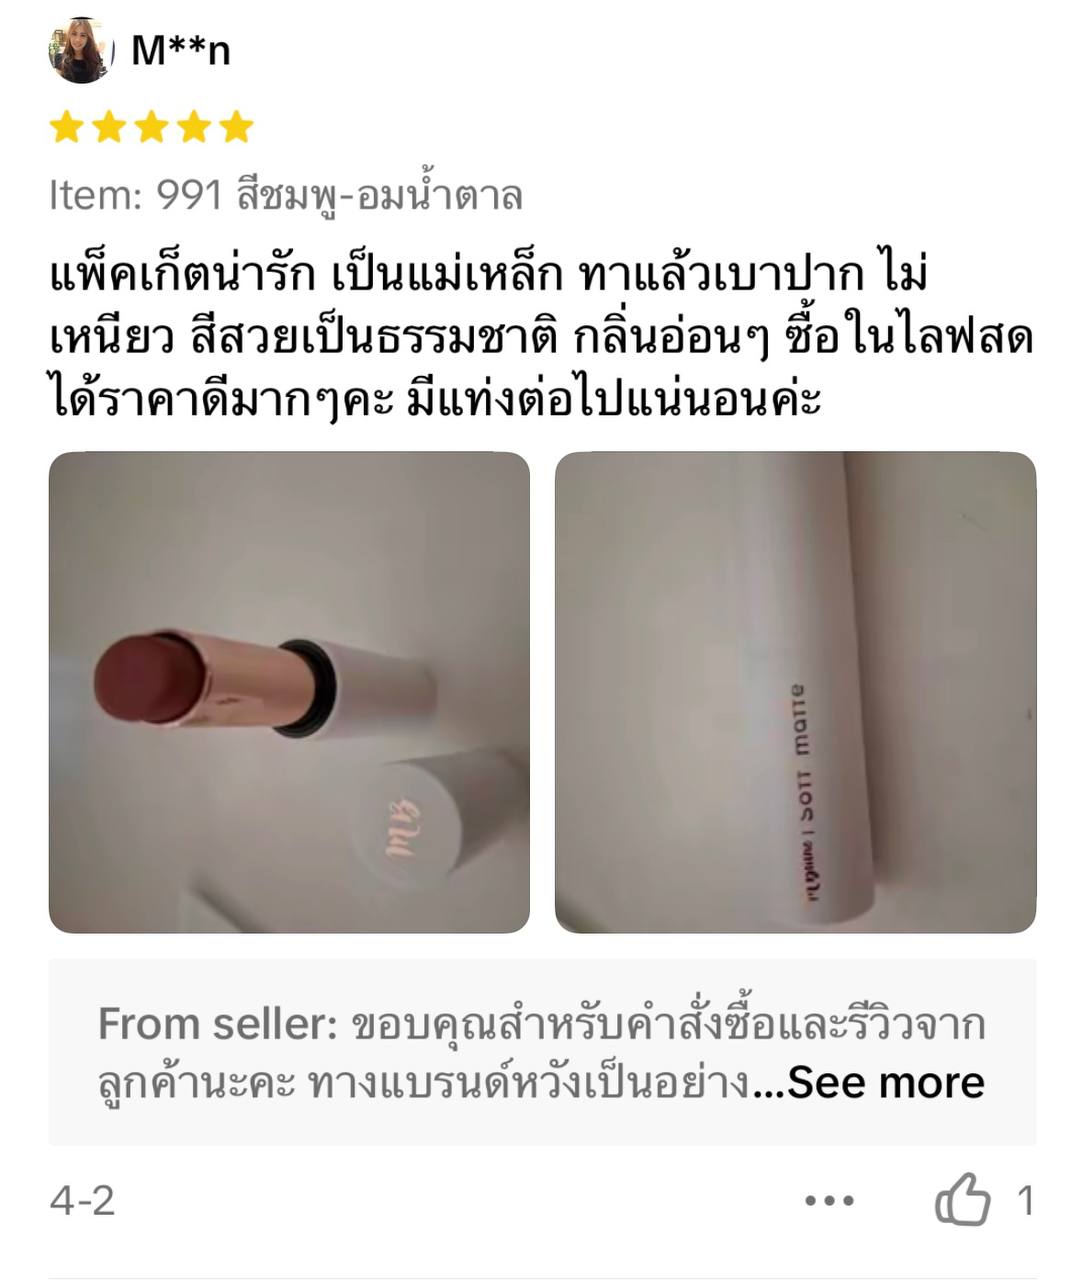 M**n
Item: 991 สีชมพู-อมน้ำตาล
แพ็คเก็ตน่ารัก เป็นแม่เหล็ก ทาแล้วเบาปาก ไม่
เหนียว สีสวยเป็นธรรมชาติ กลิ่นอ่อนๆ ซื้อในไลฟสด
ได้ราคาดีมากๆคะ มีแท่งต่อไปแน่นอนค่ะ
soft matte
From seller: ขอบคุณสำหรับคำสั่งซื้อและรีวิวจาก
ลูกค้านะคะ ทางแบรนด์หวังเป็นอย่าง...See more
4-2
1